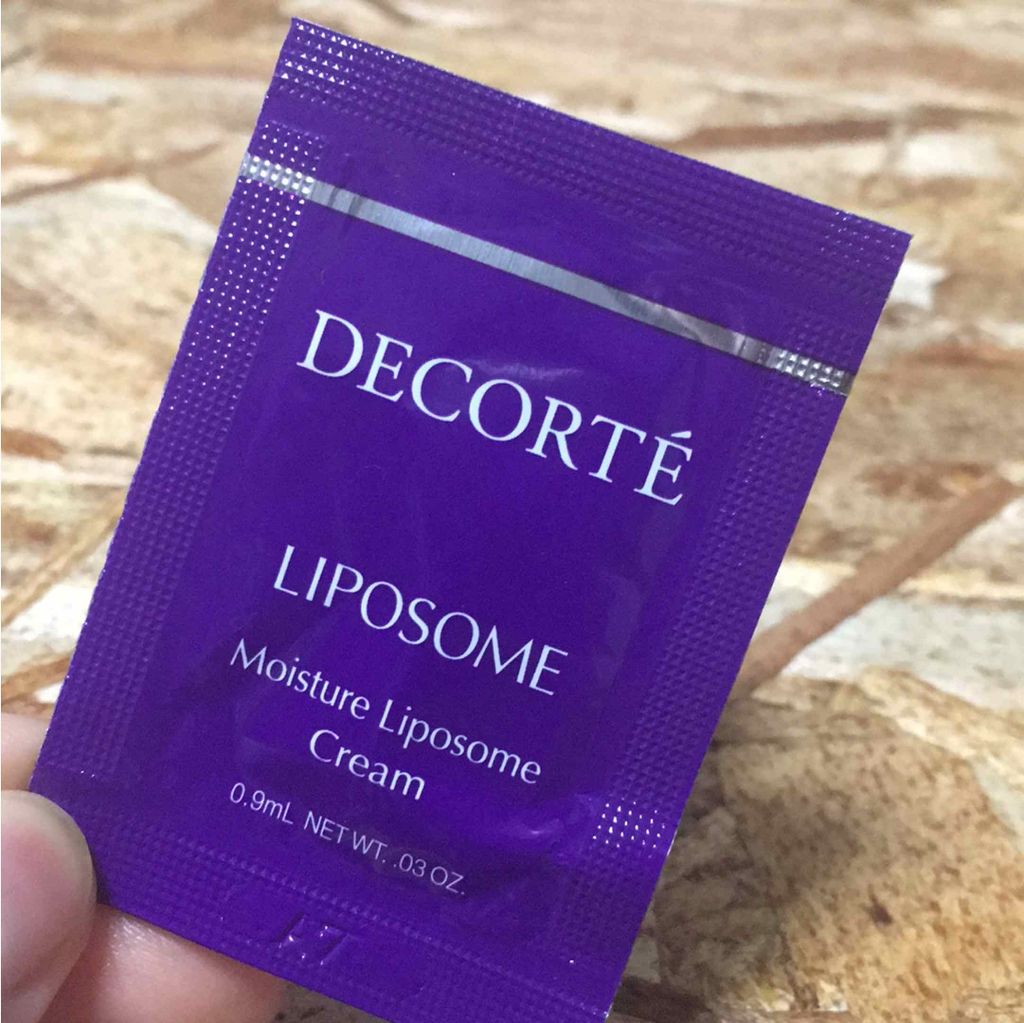 DECORTÉ
LIPOSOME
Moisture Liposome
Cream
0.9mL NET WT. .03 OZ.